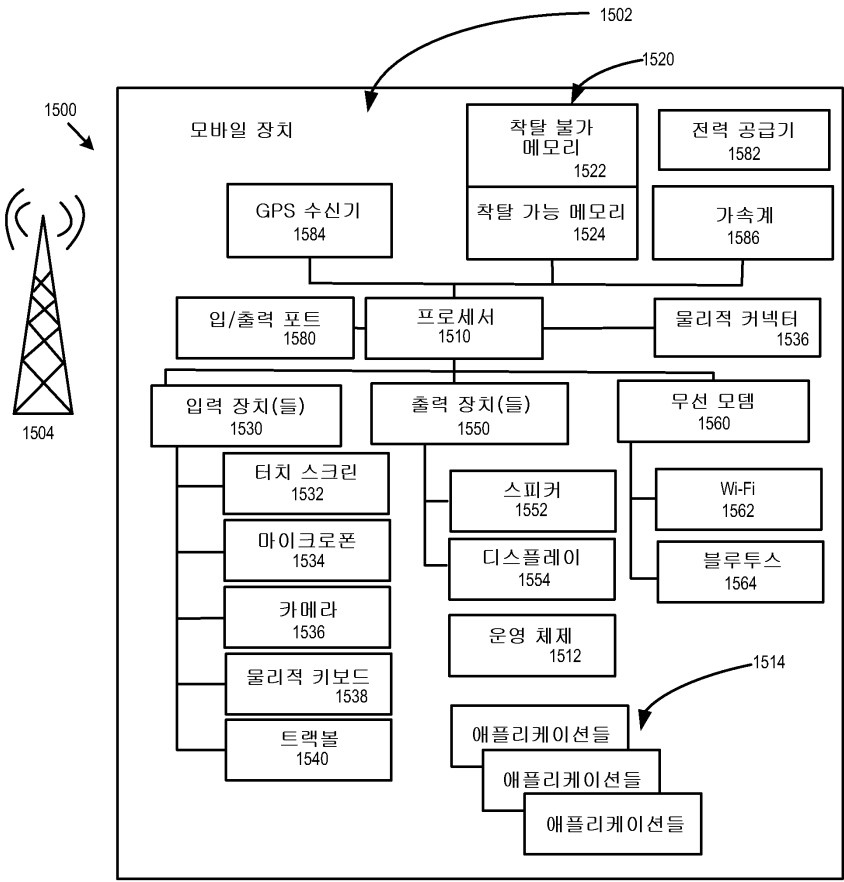 1502
1520
1500
모바일 장치
착탈 불가
메모리
1522
전력 공급기
1582
GPS 수신기
1584
착탈 가능 메모리
1524
가속계
1586
입/출력 포트
1580
프로세서
1510
물리적 커넥터
1536
1504
입력 장치(들)
1530
출력 장치(들)
1550
무선 모뎀
1560
터치 스크린
1532
스피커
1552
Wi-Fi
1562
마이크로폰
1534
디스플레이
1554
블루투스
1564
카메라
1536
운영 체제
1512
물리적 키보드
1538
1514
트랙볼
1540
애플리케이션들
애플리케이션들
애플리케이션들